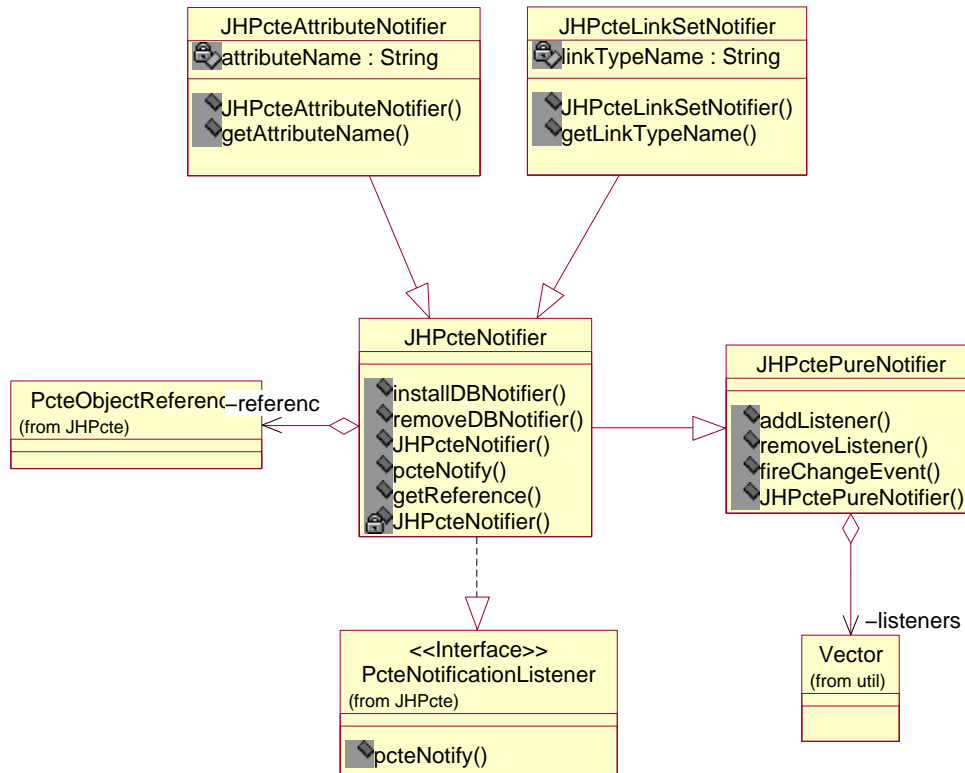 JHPcteAttributeNotifier
attributeName : String
JHPcteAttributeNotifier()
getAttributeName()
JHPcteLinkSetNotifier
linkTypeName : String
JHPcteLinkSetNotifier()
getLinkTypeName()
JHPcteNotifier
installDBNotifier()
removeDBNotifier()
JHPcteNotifier()
pcteNotify()
getReference()
JHPcteNotifier()
PcteObjectReferenc
(from JHPcte)
–referenc
JHPctePureNotifier
addListener()
removeListener()
fireChangeEvent()
JHPctePureNotifier()
–listeners
Vector
(from util)
<<Interface>>
PcteNotificationListener
(from JHPcte)
pcteNotify()